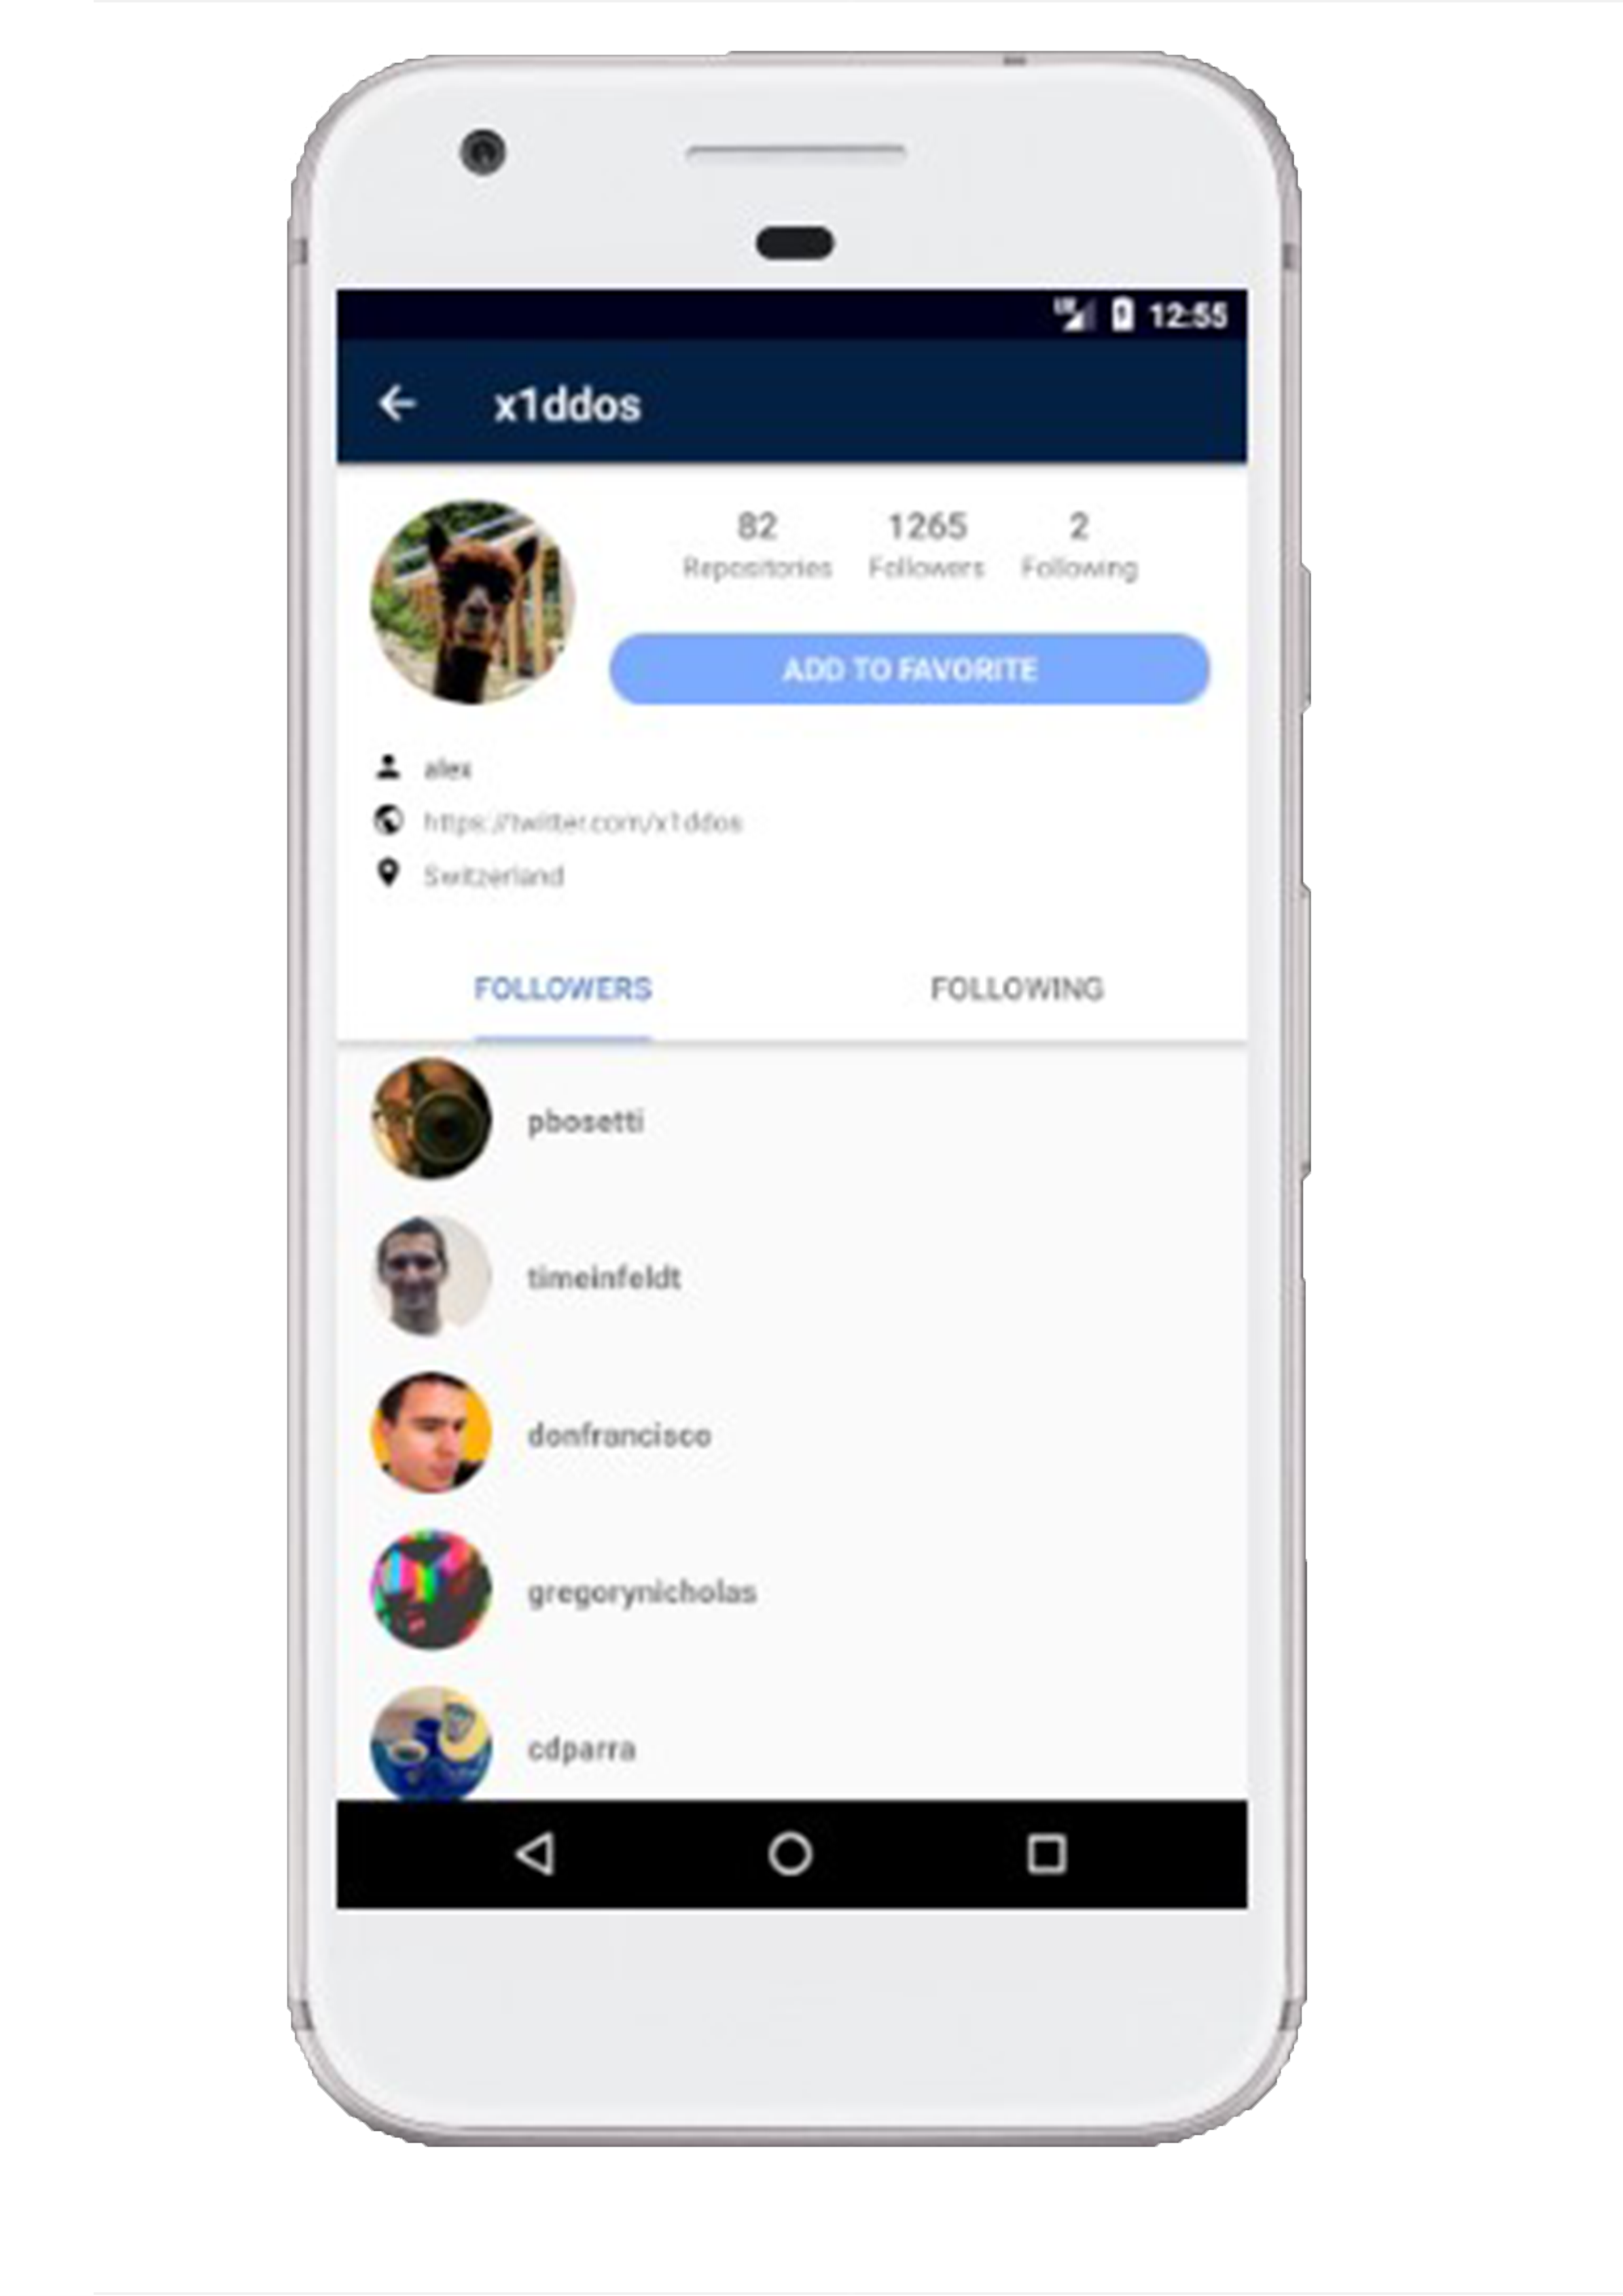 12:55
x1ddos
82 1265 2
Repositories Followers Following
ADD TO FAVORITE
alex
https://twitter.com/x1ddos
Switzerland
FOLLOWERS FOLLOWING
pbosetti
timeinfeldt
donfrancisco
gregorynicholas
cdparra